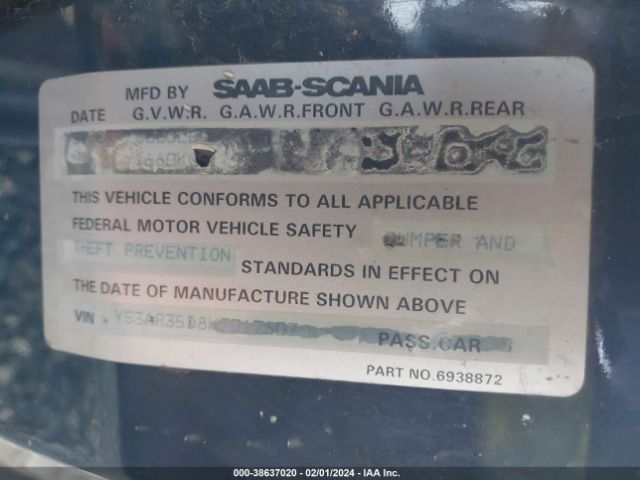 MFD BY SAAB-SCANIA
DATE G.V.W.R. G.A.W.R.FRONT G.A.W.R.REAR
THIS VEHICLE CONFORMS TO ALL APPLICABLE
FEDERAL MOTOR VEHICLE SAFETY BUMPER AND
THEFT PREVENTION STANDARDS IN EFFECT ON
THE DATE OF MANUFACTURE SHOWN ABOVE
VIN PASS.CAR
PART NO.6938872
000-38637020 - 02/01/2024 - IAA Inc.